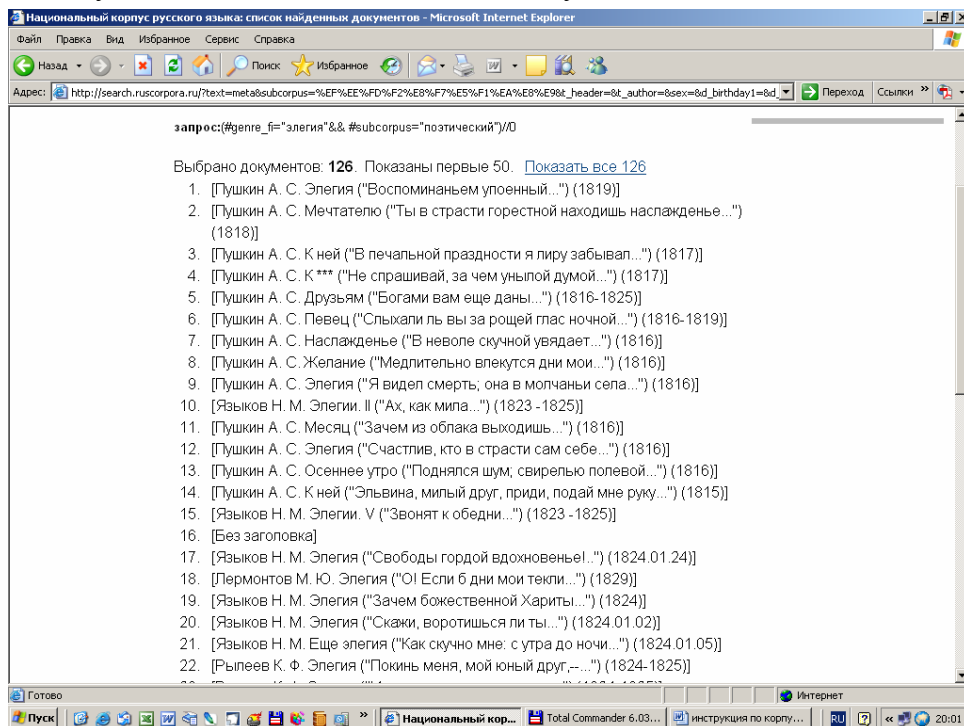 Национальный корпус русского языка: список найденных документов - Microsoft Internet Explorer
Файл Правка Вид Избранное Сервис Справка
Назад Поиск Избранное
Адрес: http://search.ruscorpora.ru/?text=meta&subcorpus=%EF%EE%FD%F2%E8%F7%E5%F1%EA%E8%E9&t_header=&t_author=&sex=&d_birthday1=&d_ Переход Ссылки »
запрос:(#genre_fi="элегия"&& #subcorpus="поэтический")//0
Выбрано документов: 126. Показаны первые 50. Показать все 126
1. [Пушкин А. С. Элегия ("Воспоминаньем упоенный...") (1819)]
2. [Пушкин А. С. Мечтателю ("Ты в страсти горестной находишь наслажденье...")
(1818)]
3. [Пушкин А. С. К ней ("В печальной праздности я лиру забывал...") (1817)]
4. [Пушкин А. С. К *** ("Не спрашивай, за чем унылой думой...") (1817)]
5. [Пушкин А. С. Друзьям ("Богами вам еще даны...") (1816-1825)]
6. [Пушкин А. С. Певец ("Слыхали ль вы за рощей глас ночной...") (1816-1819)]
7. [Пушкин А. С. Наслажденье ("В неволе скучной увядает...") (1816)]
8. [Пушкин А. С. Желание ("Медлительно влекутся дни мои...") (1816)]
9. [Пушкин А. С. Элегия ("Я видел смерть; она в молчаньи села...") (1816)]
10. [Языков Н. М. Элегии. II ("Ах, как мила...") (1823 -1825)]
11. [Пушкин А. С. Месяц ("Зачем из облака выходишь...") (1816)]
12. [Пушкин А. С. Элегия ("Счастлив, кто в страсти сам себе...") (1816)]
13. [Пушкин А. С. Осеннее утро ("Поднялся шум; свирелью полевой...") (1816)]
14. [Пушкин А. С. К ней ("Эльвина, милый друг, приди, подай мне руку...") (1815)]
15. [Языков Н. М. Элегии. V ("Звонят к обедни...") (1823 -1825)]
16. [Без заголовка]
17. [Языков Н. М. Элегия ("Свободы гордой вдохновенье!..") (1824.01.24)]
18. [Лермонтов М. Ю. Элегия ("О! Если б дни мои текли...") (1829)]
19. [Языков Н. М. Элегия ("Зачем божественной Хариты...") (1824)]
20. [Языков Н. М. Элегия ("Скажи, воротишься ли ты...") (1824.01.02)]
21. [Языков Н. М. Еще элегия ("Как скучно мне: с утра до ночи...") (1824.01.05)]
22. [Рылеев К. Ф. Элегия ("Покинь меня, мой юный друг,--...") (1824-1825)]
Готово Интернет
Пуск » Национальный кор... Total Commander 6.03... инструкция по корпу... RU « 20:01